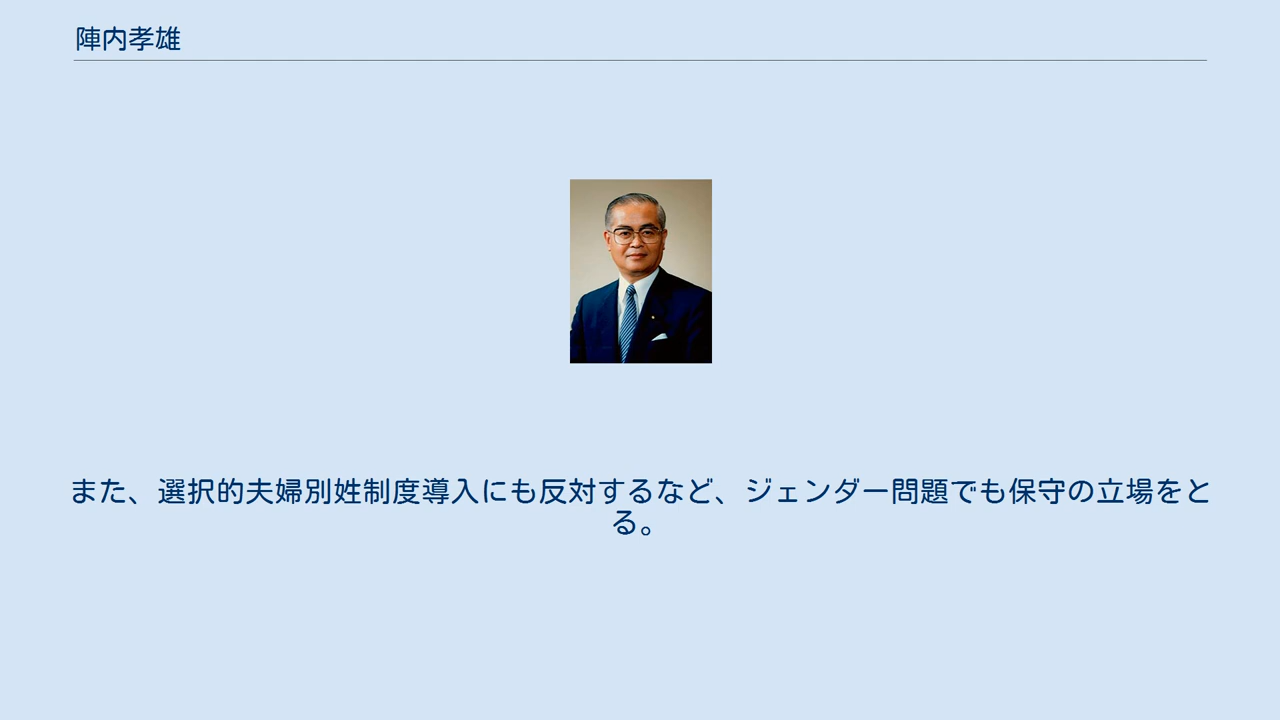 陣内孝雄
また、選択的夫婦別姓制度導入にも反対するなど、ジェンダー問題でも保守の立場をと
る。